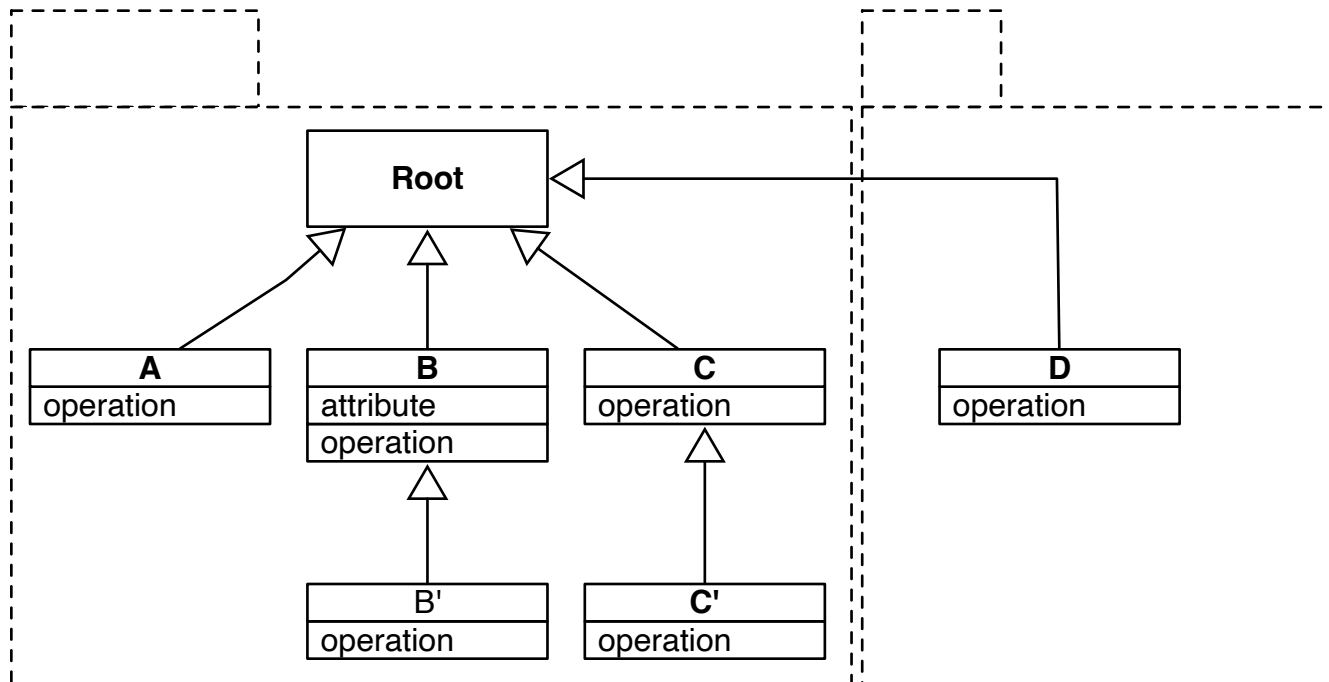 Root
A
operation
B
attribute
operation
C
operation
D
operation
B'
operation
C'
operation